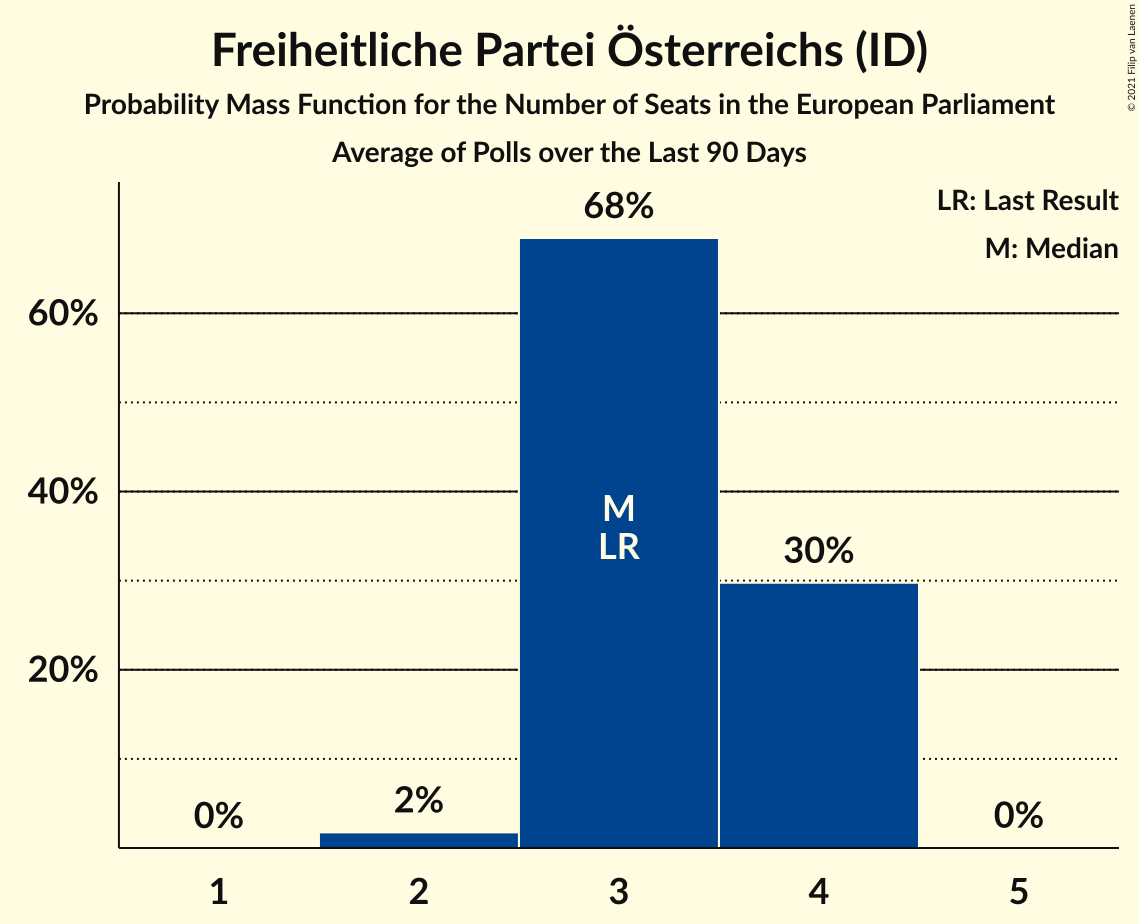 Freiheitliche Partei Österreichs (ID)
Probability Mass Function for the Number of Seats in the European Parliament
Average of Polls over the Last 90 Days
© 2021 Filip van Laenen
LR: Last Result
M: Median
68%
60%
40%
20%
M
LR
30%
0%
2%
0%
1
2
3
4
5